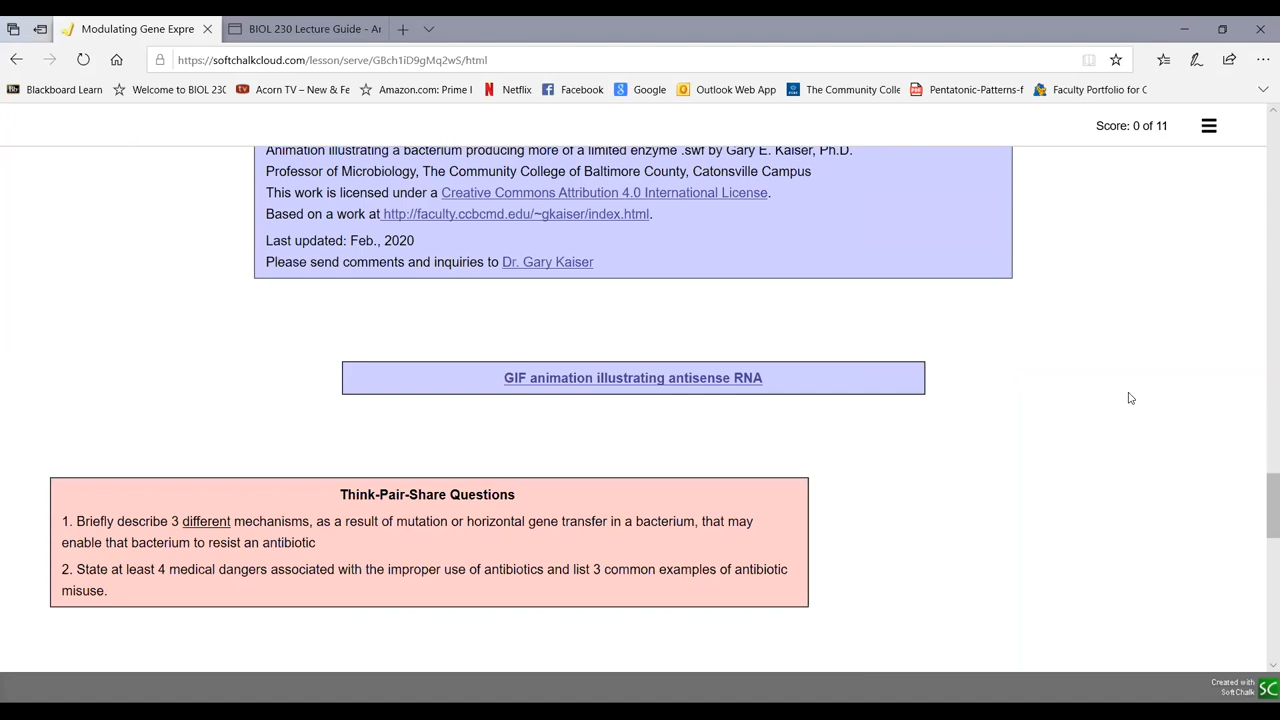 Modulating Gene Expre
BIOL 230 Lecture Guide - Ar
https://softchalkcloud.com/lesson/serve/GBch1iD9gMq2wS/html
Bb Blackboard Learn
Welcome to BIOL 230
tv Acorn TV – New & Fe
Amazon.com: Prime I
Netflix
Facebook
Google
Outlook Web App
The Community Colle
Pentatonic-Patterns-f
Faculty Portfolio for C
Score: 0 of 11
Animation illustrating a bacterium producing more of a limited enzyme .swf by Gary E. Kaiser, Ph.D.
Professor of Microbiology, The Community College of Baltimore County, Catonsville Campus
This work is licensed under a Creative Commons Attribution 4.0 International License.
Based on a work at http://faculty.ccbcmd.edu/~gkaiser/index.html.
Last updated: Feb., 2020
Please send comments and inquiries to Dr. Gary Kaiser
GIF animation illustrating antisense RNA
Think-Pair-Share Questions
1. Briefly describe 3 different mechanisms, as a result of mutation or horizontal gene transfer in a bacterium, that may
enable that bacterium to resist an antibiotic
2. State at least 4 medical dangers associated with the improper use of antibiotics and list 3 common examples of antibiotic
misuse.
Created with
SoftChalk
SC